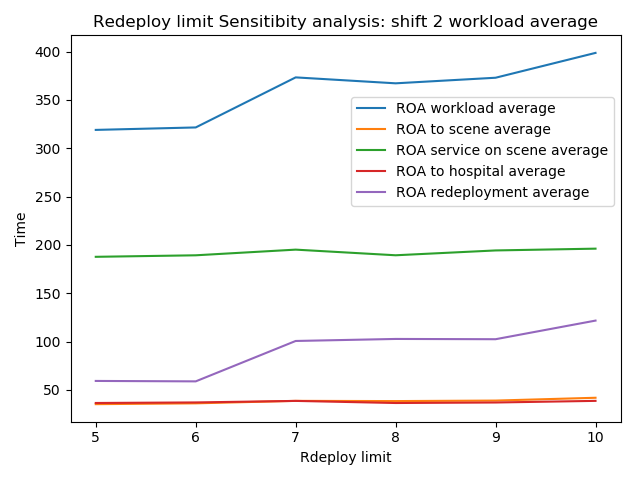 Redeploy limit Sensitibity analysis: shift 2 workload average
400
350
300
250
200
150
100
50
Time
ROA workload average
ROA to scene average
ROA service on scene average
ROA to hospital average
ROA redeployment average
5 6 7 8 9 10
Rdeploy limit